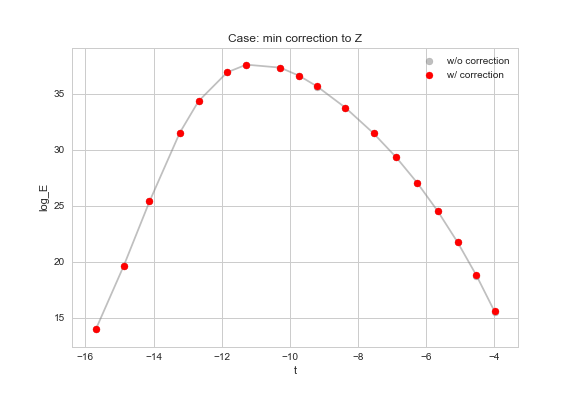 Case: min correction to Z
w/o correction
w/ correction
35
30
25
20
15
log_E
−16 −14 −12 −10 −8 −6 −4
t